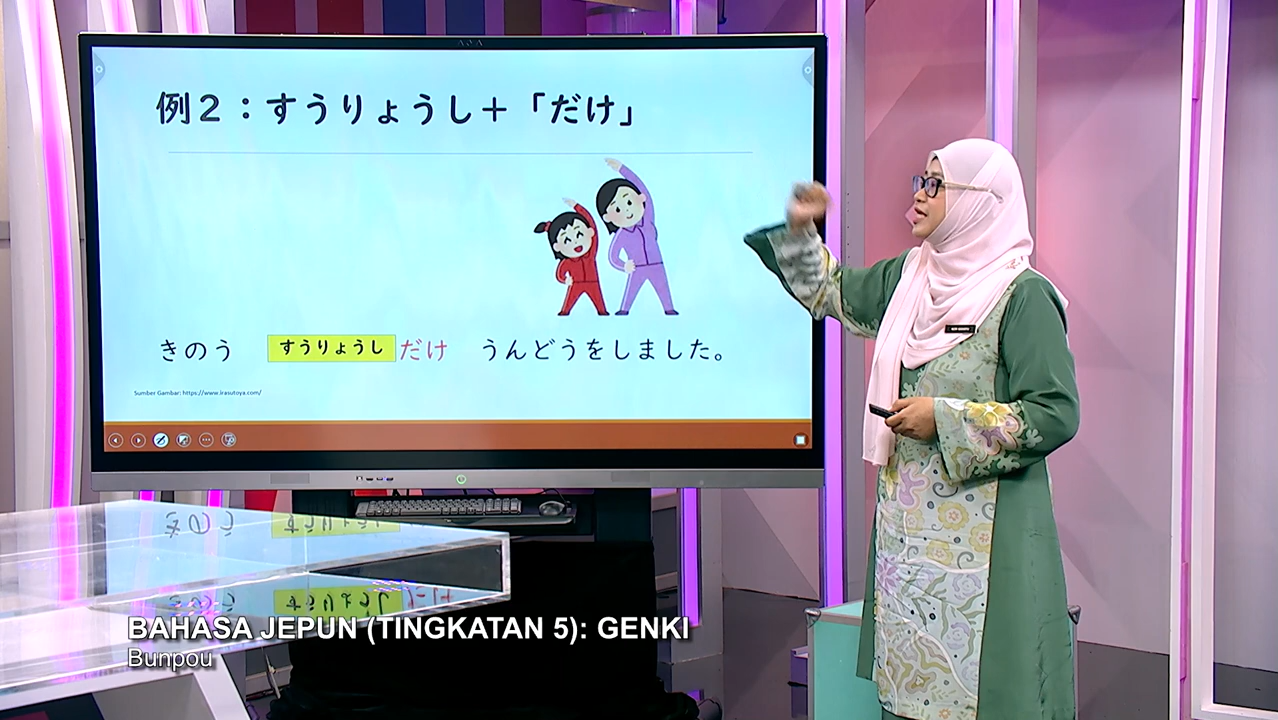 例２：すうりょうし＋「だけ」
きのう すうりょうし だけ うんどうをしました。
Sumber Gambar: https://www.irasutoya.com/
BAHASA JEPUN (TINGKATAN 5): GENKI
Bunpou